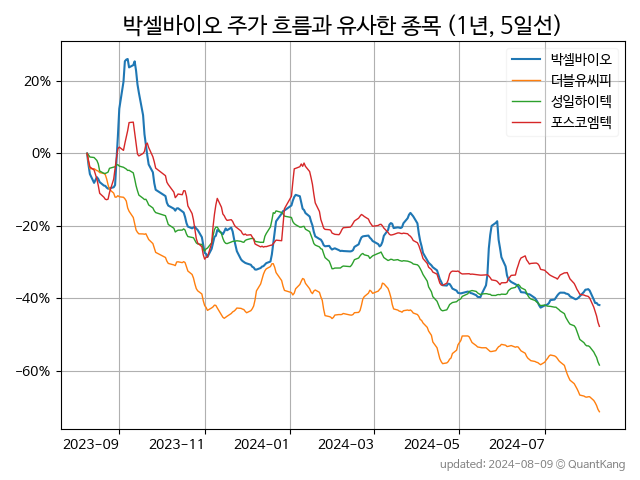 박셀바이오 주가 흐름과 유사한 종목 (1년, 5일선)
박셀바이오
더블유씨피
성일하이텍
포스코엠텍
20%
0%
−20%
−40%
−60%
2023-09 2023-11 2024-01 2024-03 2024-05 2024-07
updated: 2024-08-09 © QuantKang